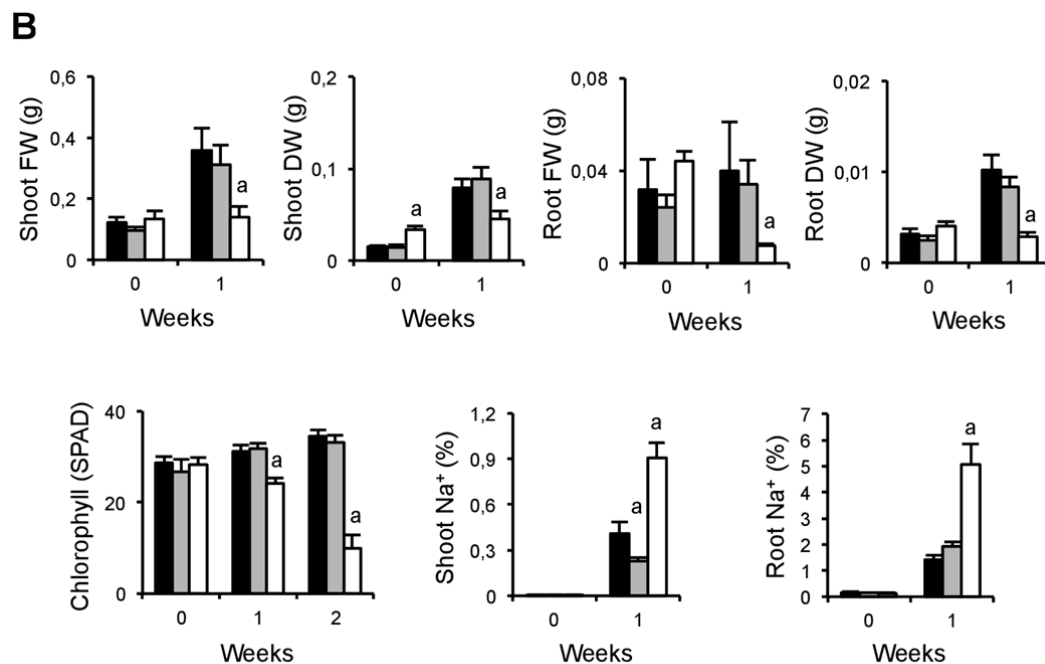 B
Shoot FW (g)
0,6
0,4
0,2
0
a
0 1
Weeks
Shoot DW (g)
0,2
0,1
0
a
a
0 1
Weeks
Root FW (g)
0,08
0,04
0
a
0 1
Weeks
Root DW (g)
0,02
0,01
0
a
0 1
Weeks
Chlorophyll (SPAD)
40
20
0
a
a
0 1 2
Weeks
Shoot Na⁺ (%)
1,2
0,9
0,6
0,3
0
a
a
0 1
Weeks
Root Na⁺ (%)
7
6
5
4
3
2
1
0
a
0 1
Weeks